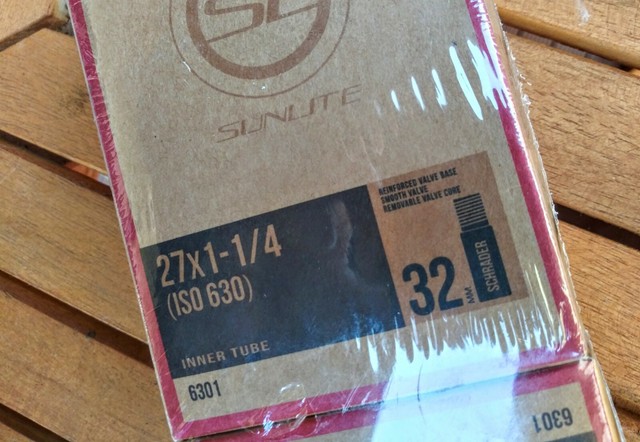 SL
SUNLITE
27x1-1/4
(ISO 630)
INNER TUBE
6301
REINFORCED VALVE BASE
SMOOTH VALVE
REMOVABLE VALVE CORE
32
MM
SCHRADER
6301